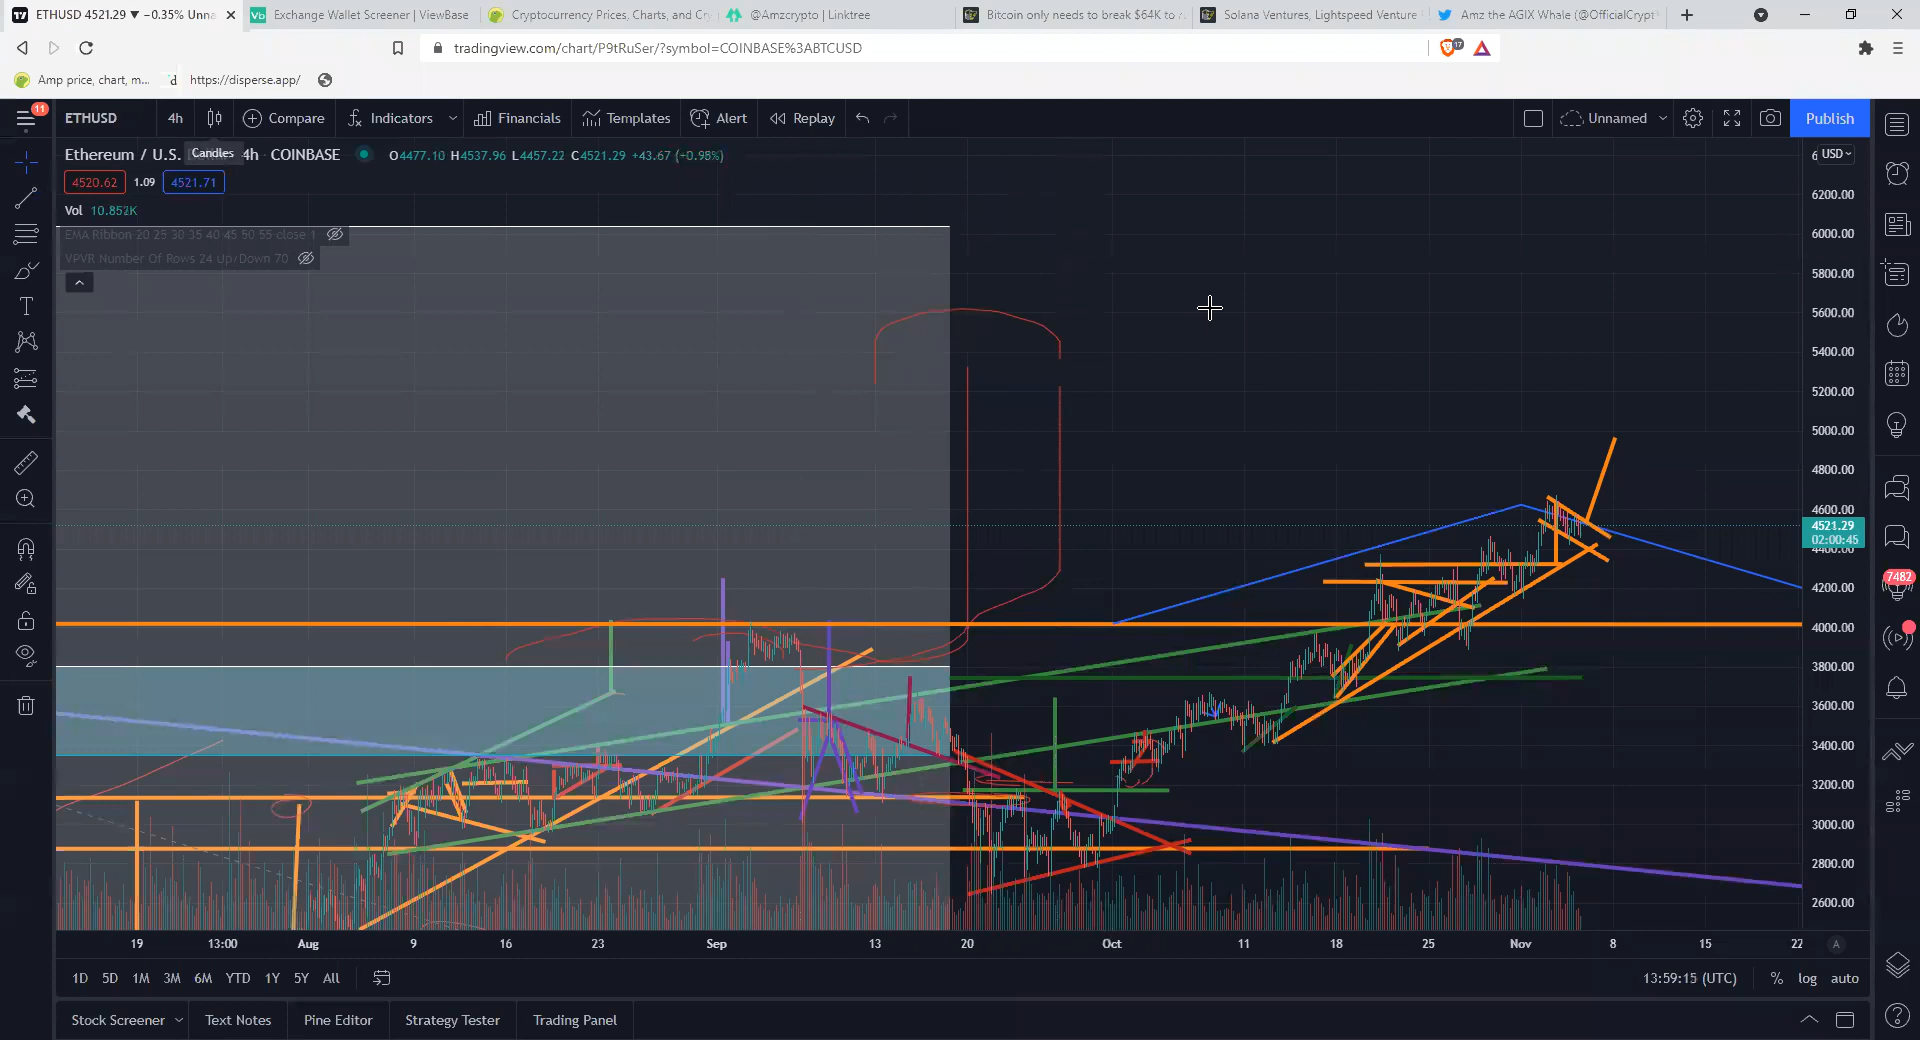 ETHUSD 4521.29 ▼ −0.35% Unna
Exchange Wallet Screener | ViewBase
Cryptocurrency Prices, Charts, and Cry
@Amzcrypto | Linktree
Bitcoin only needs to break $64K to
Solana Ventures, Lightspeed Venture
Amz the AGIX Whale (@OfficialCrypt
tradingview.com/chart/P9tRuSer/?symbol=COINBASE%3ABTCUSD
17
Amp price, chart, m...
d https://disperse.app/
11
ETHUSD
4h
Compare
Indicators
Financials
Templates
Alert
Replay
Unnamed
Publish
Ethereum / U.S.
Candles
4h COINBASE
O4477.10 H4537.96 L4457.22 C4521.29 +43.67 (+0.98%)
4520.62 1.09 4521.71
Vol 10.852K
EMA Ribbon 20 25 30 35 40 45 50 55 close 1
VPVR Number Of Rows 24 Up/Down 70
USD
6200.00
6000.00
5800.00
5600.00
5400.00
5200.00
5000.00
4800.00
4600.00
4521.29
02:00:45
4400.00
4200.00
4000.00
3800.00
3600.00
3400.00
3200.00
3000.00
2800.00
2600.00
7482
19 13:00 Aug 9 16 23 Sep 13 20 Oct 11 18 25 Nov 8 15 22
A
1D 5D 1M 3M 6M YTD 1Y 5Y All
13:59:15 (UTC) % log auto
Stock Screener Text Notes Pine Editor Strategy Tester Trading Panel